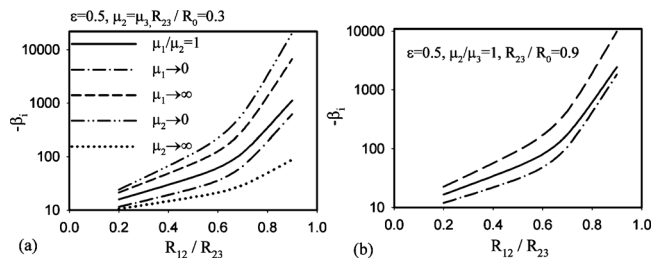 ε=0.5, μ₂=μ₃,R₂₃ / R₀=0.3
10000
1000
100
10
-βᵢ
μ₁/μ₂=1
μ₁→0
μ₁→∞
μ₂→0
μ₂→∞
0.0 0.2 0.4 0.6 0.8 1.0
(a)
R₁₂ / R₂₃
ε=0.5, μ₂/μ₃=1, R₂₃ / R₀=0.9
10000
1000
100
10
-βᵢ
0.0 0.2 0.4 0.6 0.8 1.0
(b)
R₁₂ / R₂₃